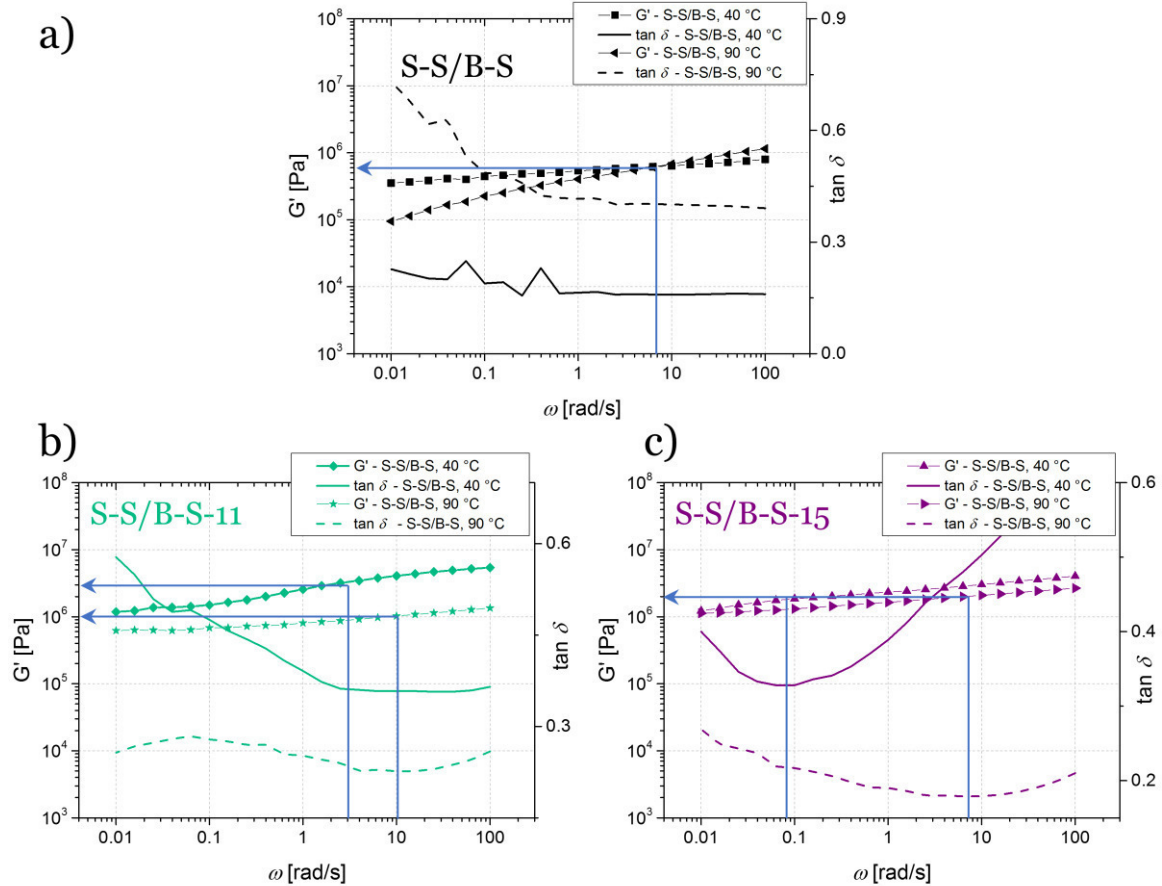 a)
G' - S-S/B-S, 40 °C
tan δ - S-S/B-S, 40 °C
G' - S-S/B-S, 90 °C
tan δ - S-S/B-S, 90 °C
S-S/B-S
10^8
10^7
10^6
10^5
10^4
10^3
G' [Pa]
0.9
0.6
0.3
0.0
tan δ
0.01
0.1
1
10
100
ω [rad/s]
b)
G' - S-S/B-S, 40 °C
tan δ - S-S/B-S, 40 °C
G' - S-S/B-S, 90 °C
tan δ - S-S/B-S, 90 °C
S-S/B-S-11
10^8
10^7
10^6
10^5
10^4
10^3
G' [Pa]
0.6
0.3
tan δ
0.01
0.1
1
10
100
ω [rad/s]
c)
G' - S-S/B-S, 40 °C
tan δ - S-S/B-S, 40 °C
G' - S-S/B-S, 90 °C
tan δ - S-S/B-S, 90 °C
S-S/B-S-15
10^8
10^7
10^6
10^5
10^4
10^3
G' [Pa]
0.6
0.4
0.2
tan δ
0.01
0.1
1
10
100
ω [rad/s]